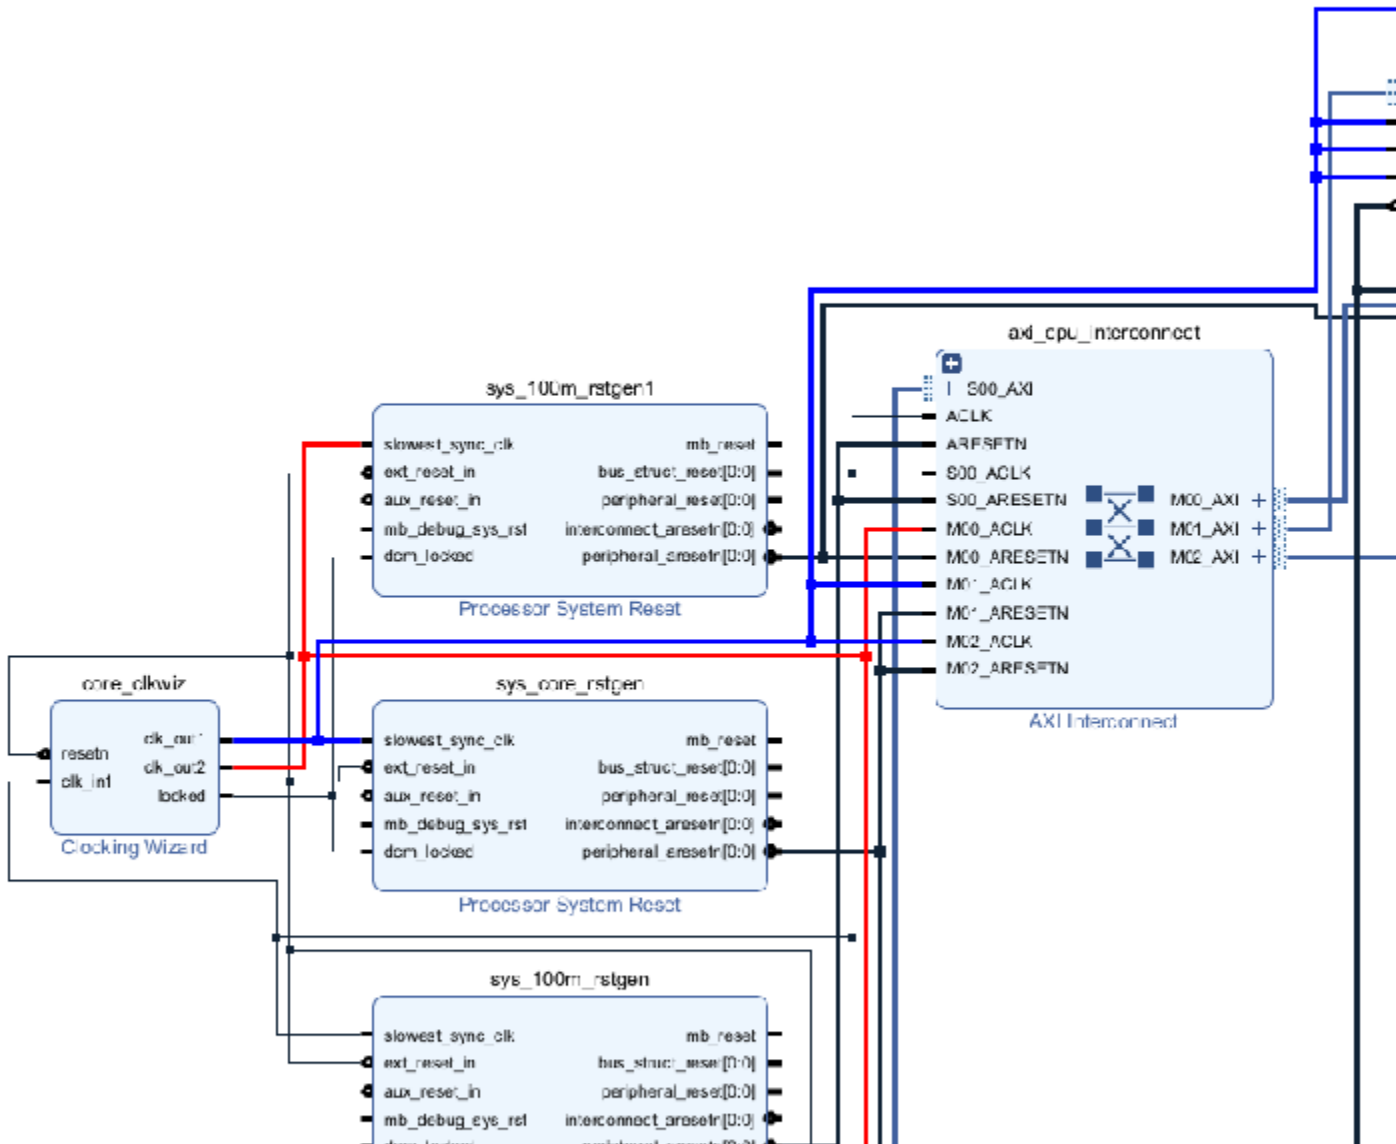 axi_cpu_interconnect
S00_AXI
ACLK
ARESETN
S00_ACLK
S00_ARESETN
M00_ACLK
M00_ARESETN
M01_ACLK
M01_ARESETN
M02_ACLK
M02_ARESETN
M00_AXI
M01_AXI
M02_AXI
AXI Interconnect
sys_100m_rstgen1
slowest_sync_clk
ext_reset_in
aux_reset_in
mb_debug_sys_rst
dcm_locked
mb_reset
bus_struct_reset[0:0]
peripheral_reset[0:0]
interconnect_aresetn[0:0]
peripheral_aresetn[0:0]
Processor System Reset
core_clkwiz
resetn
clk_in1
clk_out1
clk_out2
locked
Clocking Wizard
sys_core_rstgen
slowest_sync_clk
ext_reset_in
aux_reset_in
mb_debug_sys_rst
dcm_locked
mb_reset
bus_struct_reset[0:0]
peripheral_reset[0:0]
interconnect_aresetn[0:0]
peripheral_aresetn[0:0]
Processor System Reset
sys_100m_rstgen
slowest_sync_clk
ext_reset_in
aux_reset_in
mb_debug_sys_rst
mb_reset
bus_struct_reset[0:0]
peripheral_reset[0:0]
interconnect_aresetn[0:0]